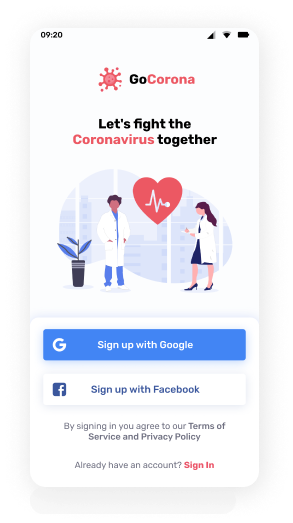 09:20
GoCorona
Let's fight the
Coronavirus together
Sign up with Google
Sign up with Facebook
By signing in you agree to our Terms of
Service and Privacy Policy
Already have an account? Sign In